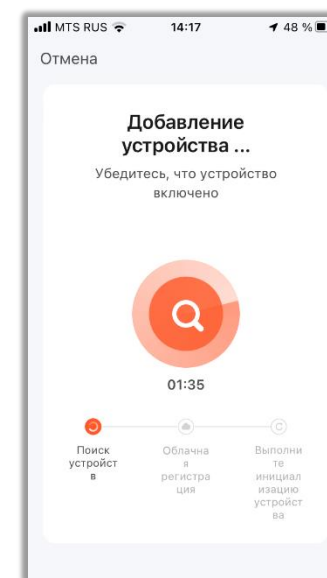 MTS RUS 14:17 48 %
Отмена
Добавление
устройства ...
Убедитесь, что устройство
включено
01:35
Поиск
устройст
в
Облачна
я
регистра
ция
Выполни
те
инициал
изацию
устройст
ва